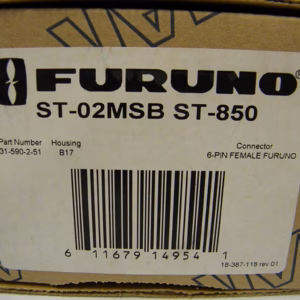 FURUNO
ST-02MSB ST-850
Part Number Housing Connector
31-590-2-51 B17 6-PIN FEMALE FURUNO
6 11679 14954 1
18-387-118 rev 01